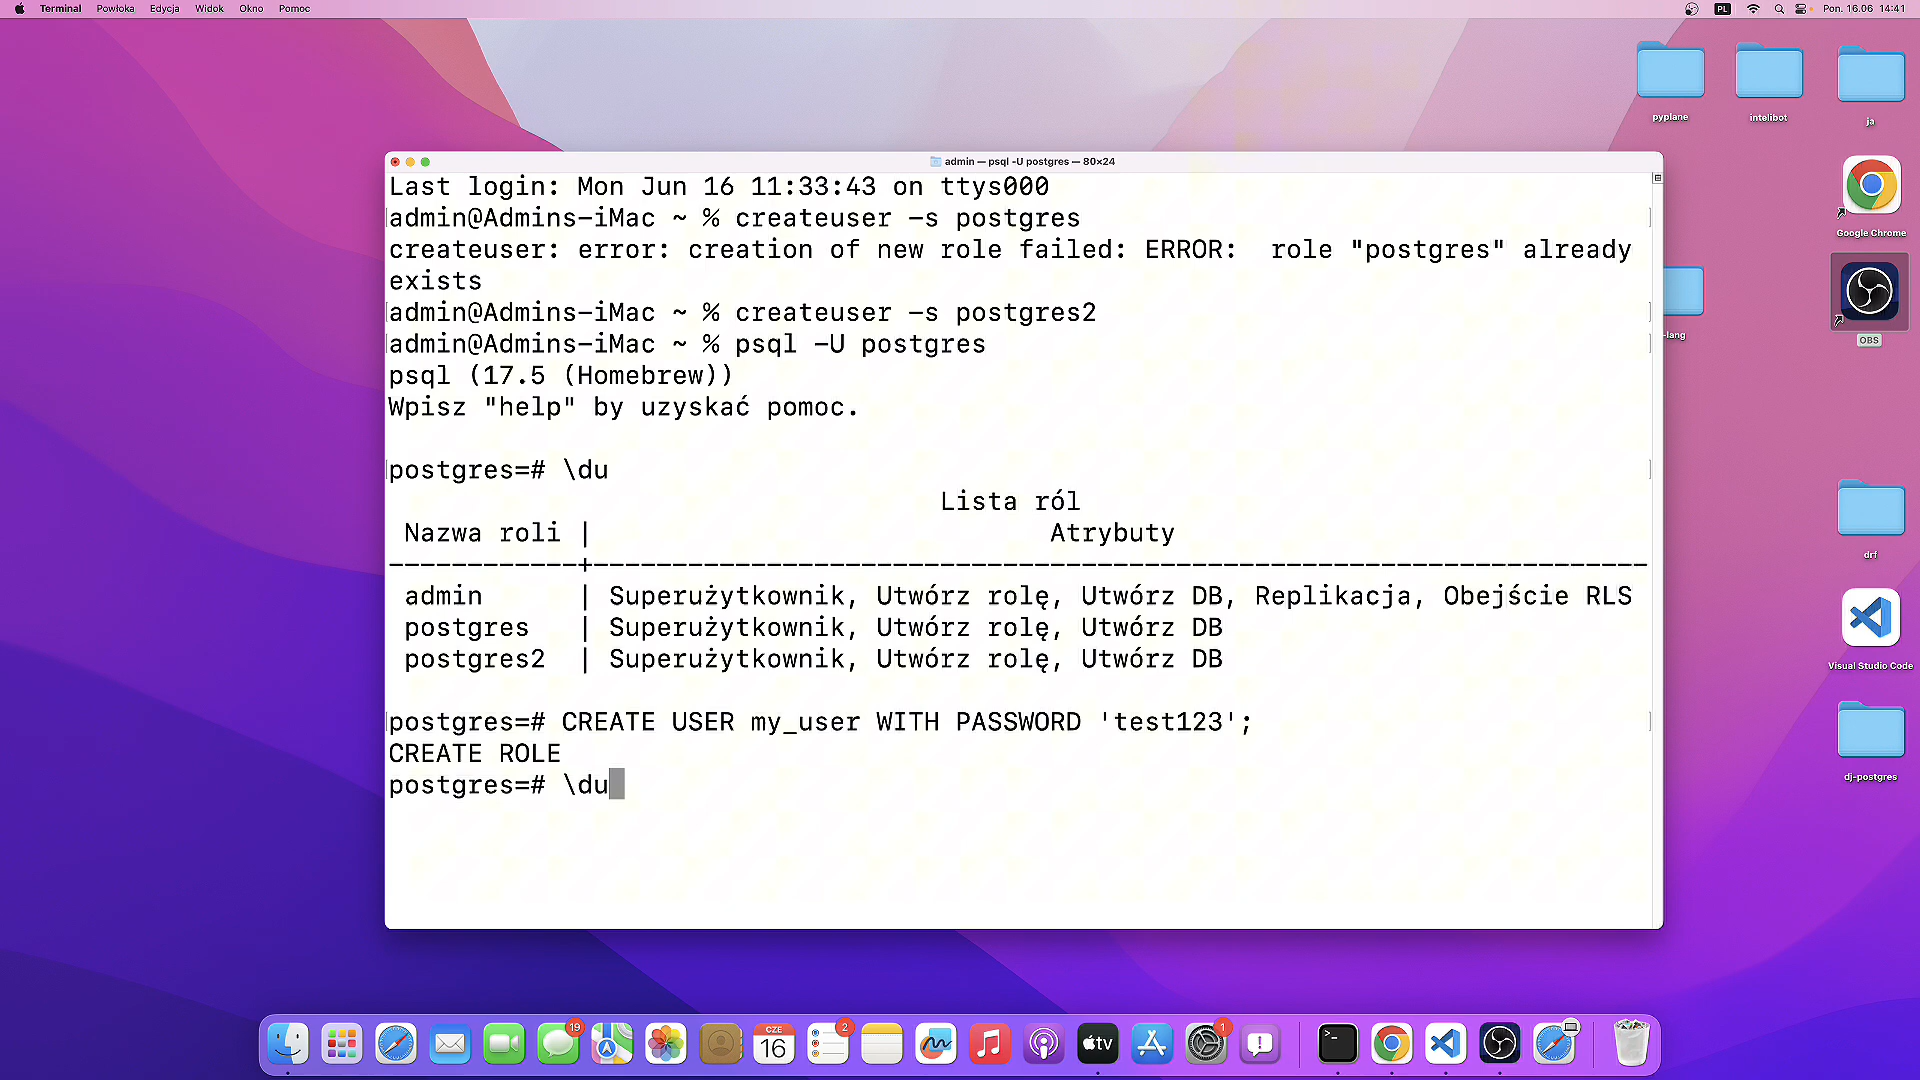 Terminal Powłoka Edycja Widok Okno Pomoc PL Pon. 16.06 14:41
pyplane
intelibot
ja
Google Chrome
-lang
OBS
drf
Visual Studio Code
dj-postgres
admin — psql -U postgres — 80×24
Last login: Mon Jun 16 11:33:43 on ttys000
admin@Admins-iMac ~ % createuser -s postgres
createuser: error: creation of new role failed: ERROR:  role "postgres" already
exists
admin@Admins-iMac ~ % createuser -s postgres2
admin@Admins-iMac ~ % psql -U postgres
psql (17.5 (Homebrew))
Wpisz "help" by uzyskać pomoc.
postgres=# \du
Lista ról
Nazwa roli | Atrybuty
------------+-------------------------------------------------------------------
admin | Superużytkownik, Utwórz rolę, Utwórz DB, Replikacja, Obejście RLS
postgres | Superużytkownik, Utwórz rolę, Utwórz DB
postgres2 | Superużytkownik, Utwórz rolę, Utwórz DB
postgres=# CREATE USER my_user WITH PASSWORD 'test123';
CREATE ROLE
postgres=# \du
19
CZE
16
2
tv
1